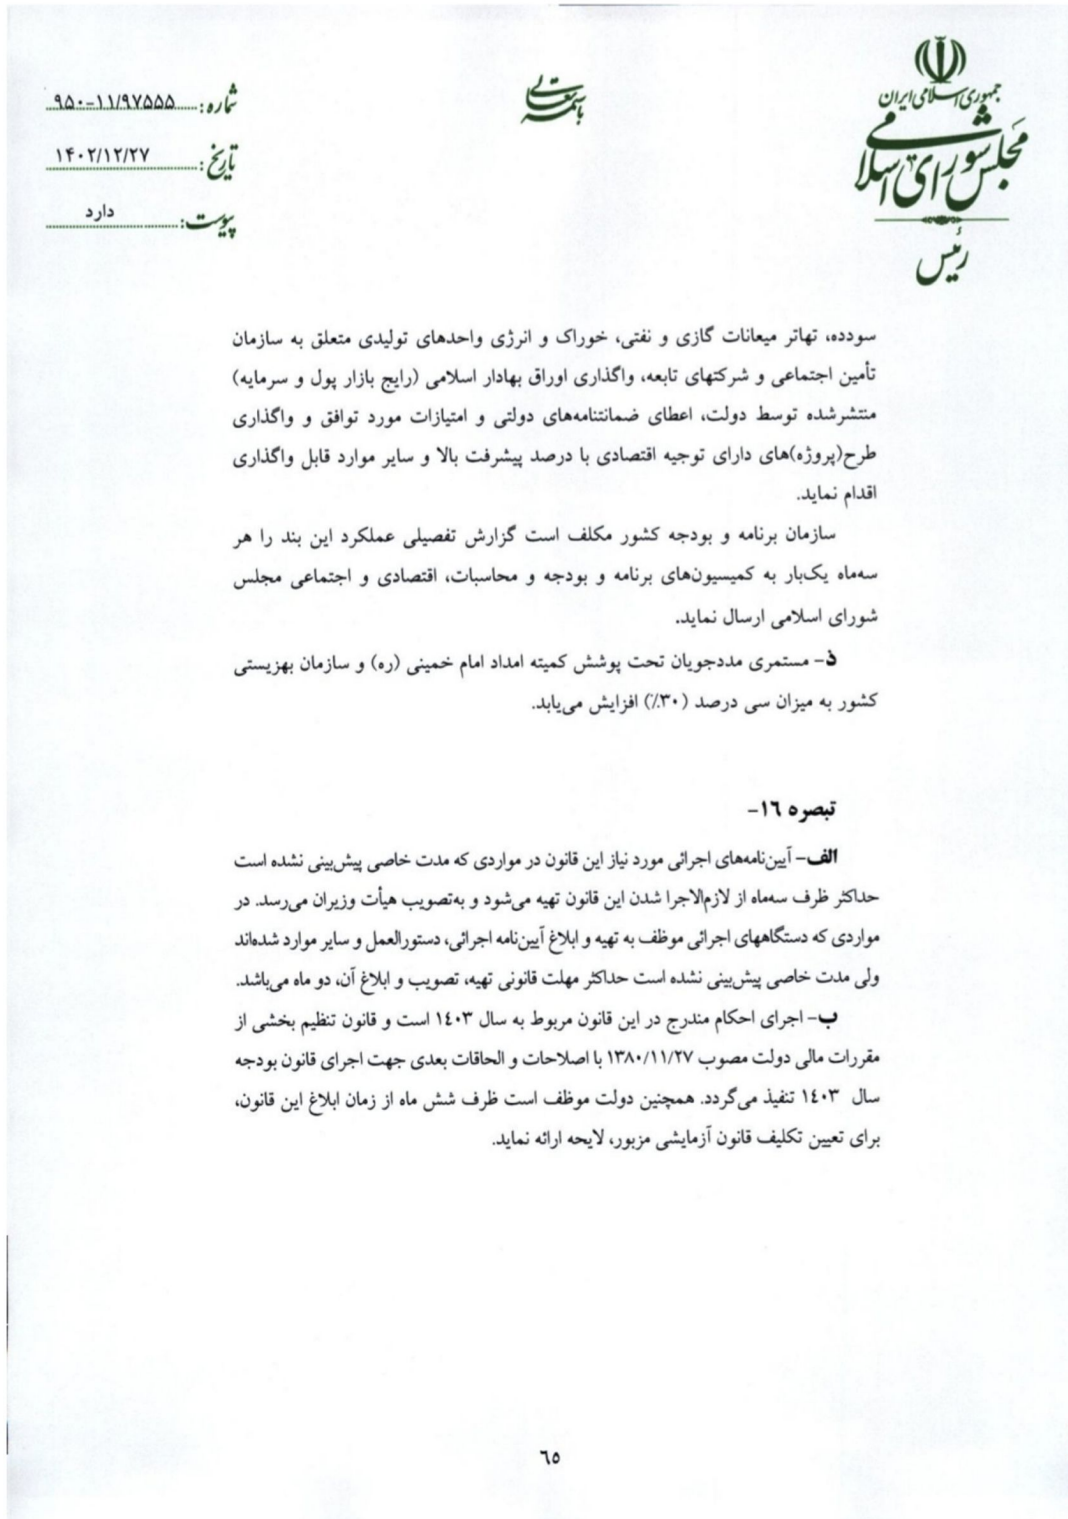 جمهوری اسلامی ایران
مجلس شورای اسلامی
رئیس
باسمه تعالی
شماره: ۹۵۰-۱۱/۹۷۵۵۵
تاریخ: ۱۴۰۲/۱۲/۲۷
پیوست: دارد
سودده، تهاتر میعانات گازی و نفتی، خوراک و انرژی واحدهای تولیدی متعلق به سازمان
تأمین اجتماعی و شرکتهای تابعه، واگذاری اوراق بهادار اسلامی (رایج بازار پول و سرمایه)
منتشرشده توسط دولت، اعطای ضمانتنامه‌های دولتی و امتیازات مورد توافق و واگذاری
طرح(پروژه)های دارای توجیه اقتصادی با درصد پیشرفت بالا و سایر موارد قابل واگذاری
اقدام نماید.
سازمان برنامه و بودجه کشور مکلف است گزارش تفصیلی عملکرد این بند را هر
سه‌ماه یک‌بار به کمیسیون‌های برنامه و بودجه و محاسبات، اقتصادی و اجتماعی مجلس
شورای اسلامی ارسال نماید.
ذ- مستمری مددجویان تحت پوشش کمیته امداد امام خمینی (ره) و سازمان بهزیستی
کشور به میزان سی درصد (۳۰٪) افزایش می‌یابد.
تبصره ۱٦-
الف- آیین‌نامه‌های اجرائی مورد نیاز این قانون در مواردی که مدت خاصی پیش‌بینی نشده است
حداکثر ظرف سه‌ماه از لازم‌الاجرا شدن این قانون تهیه می‌شود و به‌تصویب هیأت وزیران می‌رسد. در
مواردی که دستگاههای اجرائی موظف به تهیه و ابلاغ آیین‌نامه اجرائی، دستورالعمل و سایر موارد شده‌اند
ولی مدت خاصی پیش‌بینی نشده است حداکثر مهلت قانونی تهیه، تصویب و ابلاغ آن، دو ماه می‌باشد.
ب- اجرای احکام مندرج در این قانون مربوط به سال ۱٤۰۳ است و قانون تنظیم بخشی از
مقررات مالی دولت مصوب ۱۳۸۰/۱۱/۲۷ با اصلاحات و الحاقات بعدی جهت اجرای قانون بودجه
سال ۱٤۰۳ تنفیذ می‌گردد. همچنین دولت موظف است ظرف شش ماه از زمان ابلاغ این قانون،
برای تعیین تکلیف قانون آزمایشی مزبور، لایحه ارائه نماید.
٦٥